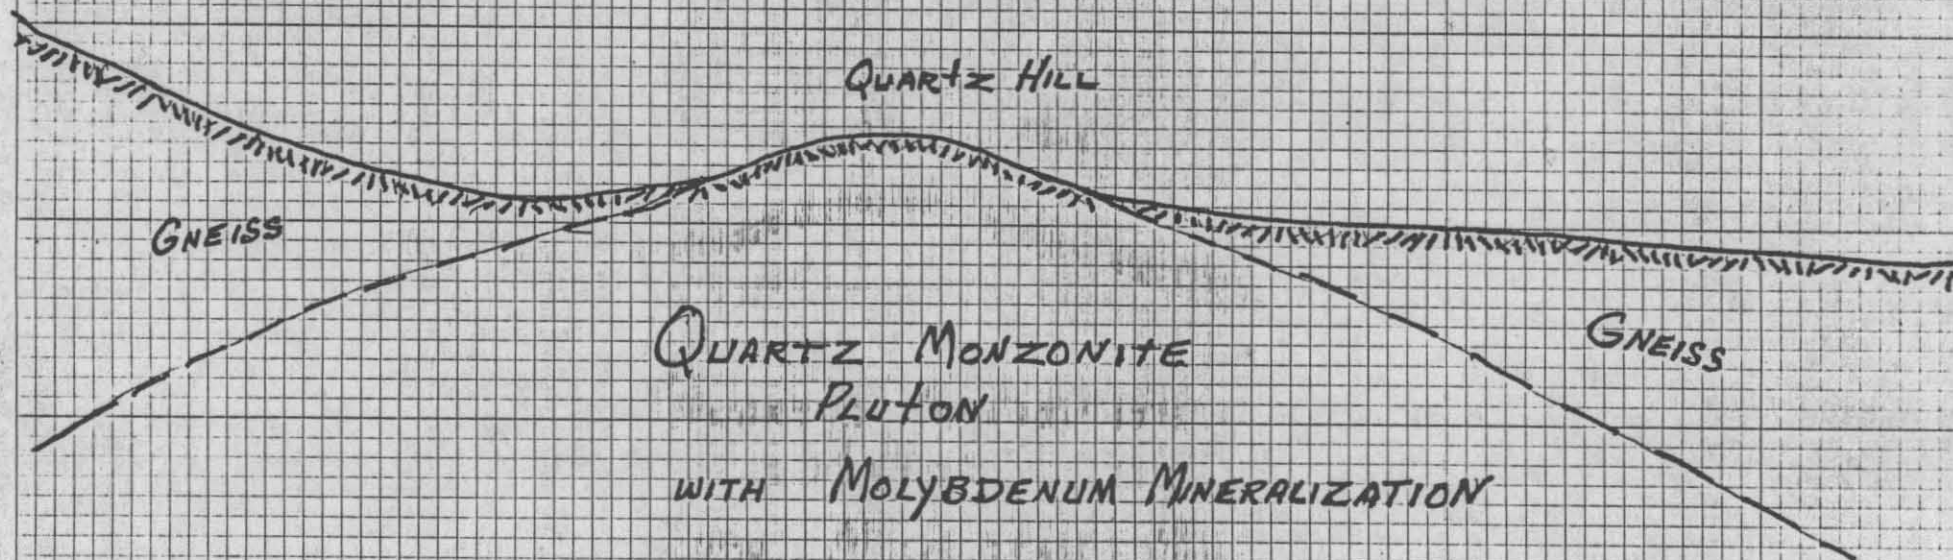 QUARTZ HILL
GNEISS
QUARTZ MONZONITE
PLUTON
GNEISS
WITH MOLYBDENUM MINERALIZATION